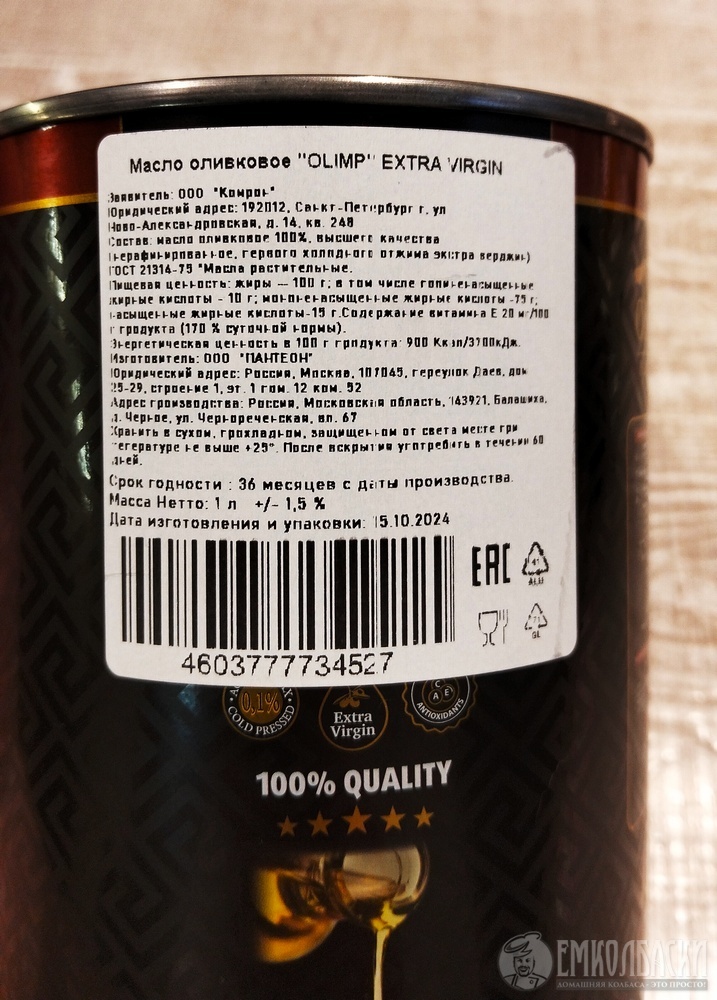 Масло оливковое "OLIMP" EXTRA VIRGIN
Заявитель: ООО "Комрон"
Юридический адрес: 192012, Санкт-Петербург г, ул
Ново-Александровская, д. 14, кв. 248
Состав: масло оливковое 100%, высшего качества
(нерафинированное, первого холодного отжима экстра верджин)
ГОСТ 21314-75 "Масла растительные.
Пищевая ценность: жиры — 100 г; в том числе полиненасыщенные
жирные кислоты - 10 г; мононенасыщенные жирные кислоты -75 г;
насыщенные жирные кислоты-15 г.Содержание витамина Е 20 мг/100
г продукта (170 % суточной нормы).
Энергетическая ценность в 100 г продукта: 900 Ккал/3700кДж.
Изготовитель: ООО "ПАНТЕОН"
Юридический адрес: Россия, Москва, 107045, переулок Даев, дом
25-29, строение 1, эт. 1 пом. 12 ком. 52
Адрес производства: Россия, Московская область, 143921, Балашиха,
д. Черное, ул. Чернореченская, вл. 67
Хранить в сухом, прохладном, защищенном от света месте при
не выше +25°. После вскрытия употребить в течении 60
дней.
Срок годности : 36 месяцев с даты производства.
Масса Нетто: 1 л +/- 1,5 %
Дата изготовления и упаковки: 15.10.2024
EAC
41
ALU
71
GL
4603777734527
0,1%
COLD PRESSED
Extra
Virgin
C
A E
ANTIOXIDANTS
100% QUALITY
ЕМКОЛБАСКИ
ДОМАШНЯЯ КОЛБАСА - ЭТО ПРОСТО!